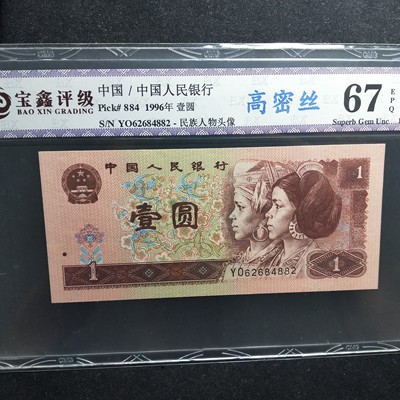 宝鑫评级
BAO XIN GRADING
中国 / 中国人民银行
Pick# 884 1996年 壹圆
S/N YO62684882 - 民族人物头像
高密丝
67
EPQ
Superb Gem Unc
中国人民银行
1
壹圆
YO62684882
1
1